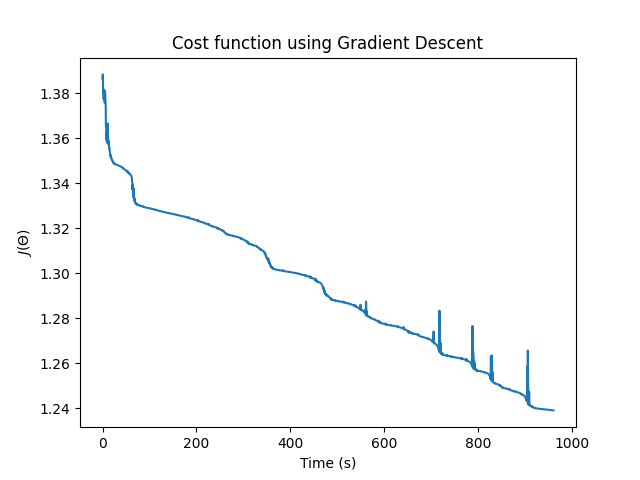 Cost function using Gradient Descent
J(Θ)
1.38
1.36
1.34
1.32
1.30
1.28
1.26
1.24
0 200 400 600 800 1000
Time (s)